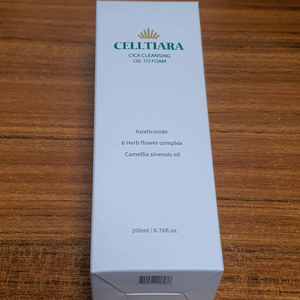 CELLTIARA
CICA CLEANSING
OIL TO FOAM
Asiaticoside
6 Herb flower complex
Camellia sinensis oil
200ml / 6.76fl.oz.